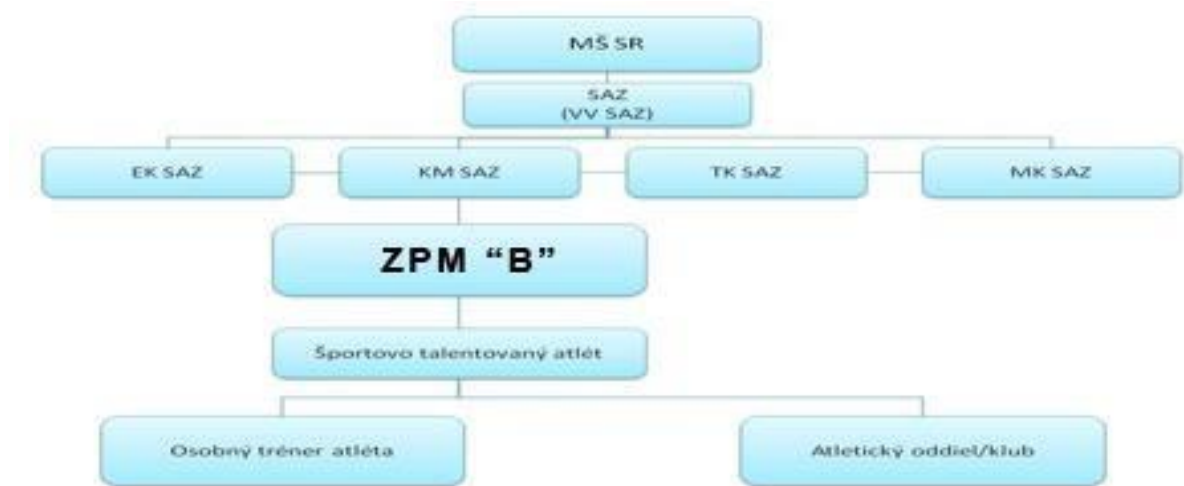 MŠ SR
SAZ
(VV SAZ)
EK SAZ
KM SAZ
TK SAZ
MK SAZ
ZPM “B”
Športovo talentovaný atlét
Osobný tréner atléta
Atletický oddiel/klub